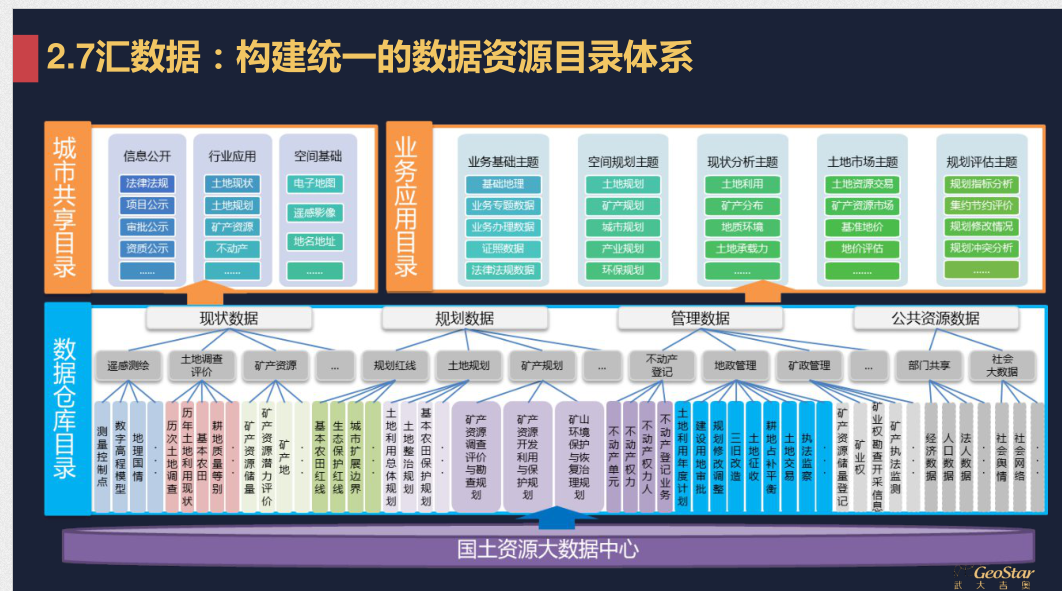 2.7汇数据：构建统一的数据资源目录体系
城市共享目录
信息公开
法律法规
项目公示
审批公示
资质公示
......
行业应用
土地现状
土地规划
矿产资源
不动产
......
空间基础
电子地图
遥感影像
地名地址
......
业务应用目录
业务基础主题
基础地理
业务专题数据
业务办理数据
证照数据
法律法规数据
空间规划主题
土地规划
矿产规划
城市规划
产业规划
环保规划
现状分析主题
土地利用
矿产分布
地质环境
土地承载力
......
土地市场主题
土地资源交易
矿产资源市场
基准地价
地价评估
.......
规划评估主题
规划指标分析
集约节约评价
规划修改情况
规划冲突分析
......
数据仓库目录
现状数据
规划数据
管理数据
公共资源数据
遥感测绘
土地调查
评价
矿产资源
...
规划红线
土地规划
矿产规划
...
不动产
登记
地政管理
矿政管理
...
部门共享
社会
大数据
测量控制点
数字高程模型
地理国情
历次土地调查
历年土地利用现状
基本农田
耕地质量等别
矿产资源储量
矿产资源潜力评价
矿产地
基本农田红线
生态保护红线
城市扩展边界
土地利用总体规划
土地整治规划
基本农田保护规划
矿产资源调查评价与勘查规划
矿产资源开发利用与保护规划
矿山环境保护与恢复治理规划
不动产单元
不动产权力
不动产权力人
不动产登记业务
土地利用年度计划
建设用地审批
规划修改调整
三旧改造
土地征收
耕地占补平衡
土地交易
执法监察
矿产资源储量登记
矿业权
矿业权勘查开采信息
矿产执法监测
经济数据
人口数据
法人数据
社会舆情
社会网络
国土资源大数据中心
GeoStar
武大吉奥